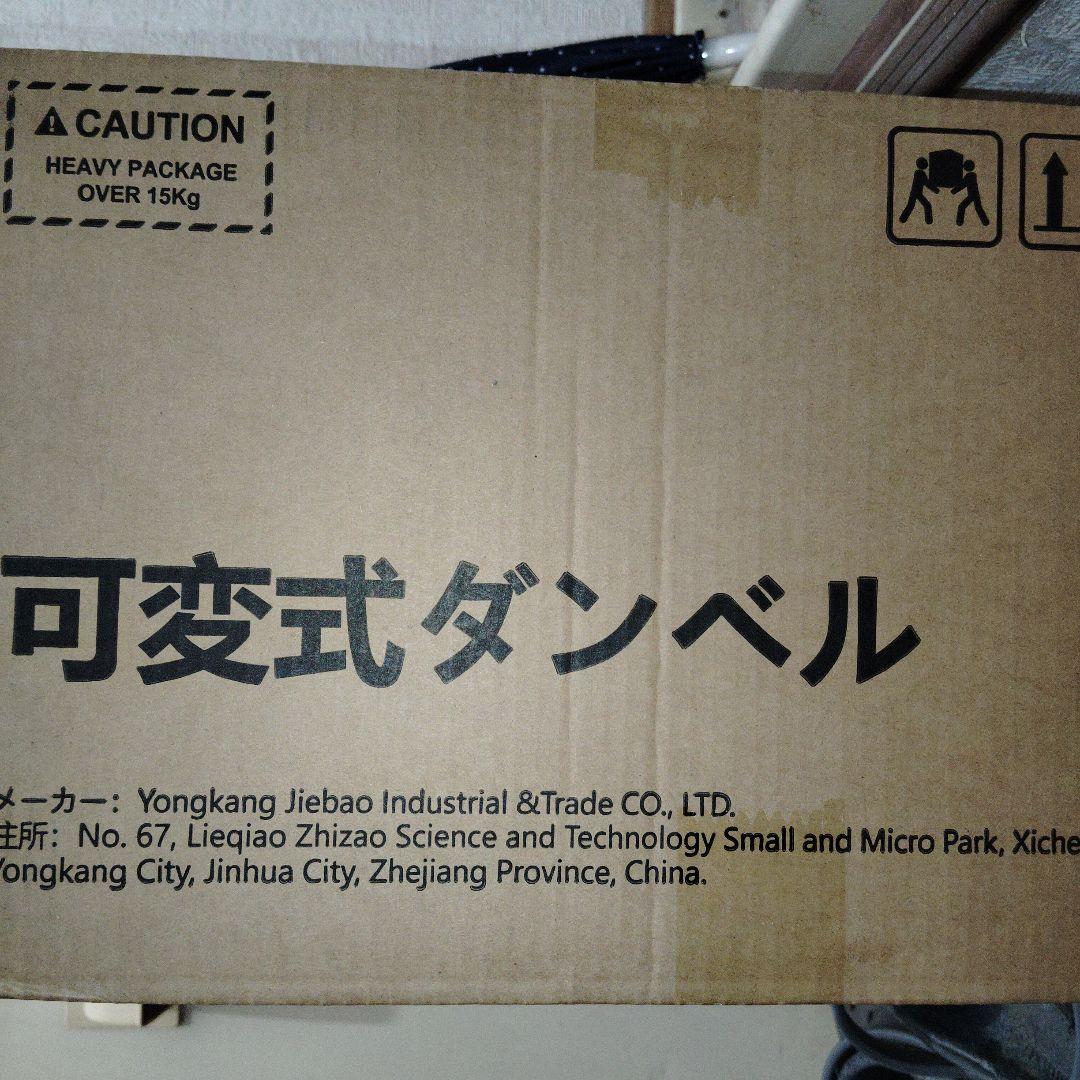 CAUTION
HEAVY PACKAGE
OVER 15Kg
可変式ダンベル
メーカー: Yongkang Jiebao Industrial &Trade CO., LTD.
住所: No. 67, Lieqiao Zhizao Science and Technology Small and Micro Park,
Yongkang City, Jinhua City, Zhejiang Province, China.